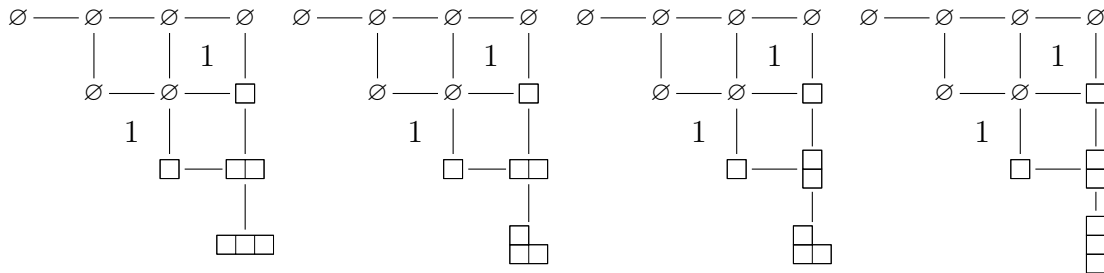 ∅ ∅ ∅ ∅ ∅ ∅ ∅ ∅ ∅ ∅ ∅ ∅ ∅ ∅ ∅ ∅
1 1 1 1
∅ ∅ ∅ ∅ ∅ ∅ ∅ ∅
1 1 1 1